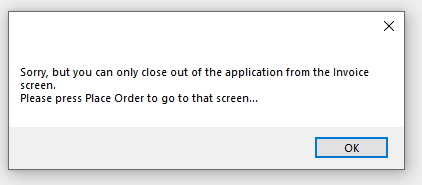 Sorry, but you can only close out of the application from the Invoice
screen.
Please press Place Order to go to that screen...
OK